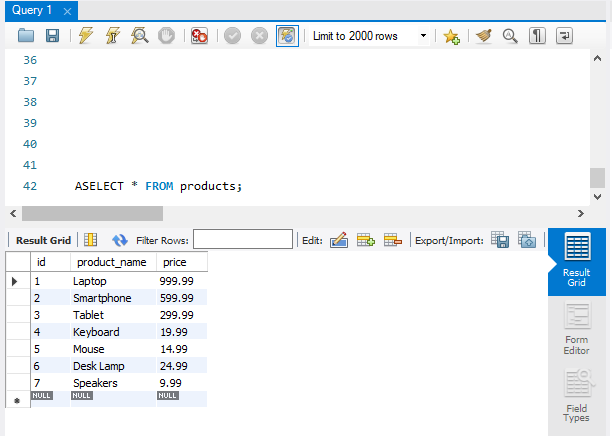 Query 1
Limit to 2000 rows
36
37
38
39
40
41
42 ASELECT * FROM products;
Result Grid Filter Rows: Edit: Export/Import:
id product_name price
1 Laptop 999.99
2 Smartphone 599.99
3 Tablet 299.99
4 Keyboard 19.99
5 Mouse 14.99
6 Desk Lamp 24.99
7 Speakers 9.99
NULL NULL NULL
Result
Grid
Form
Editor
Field
Types